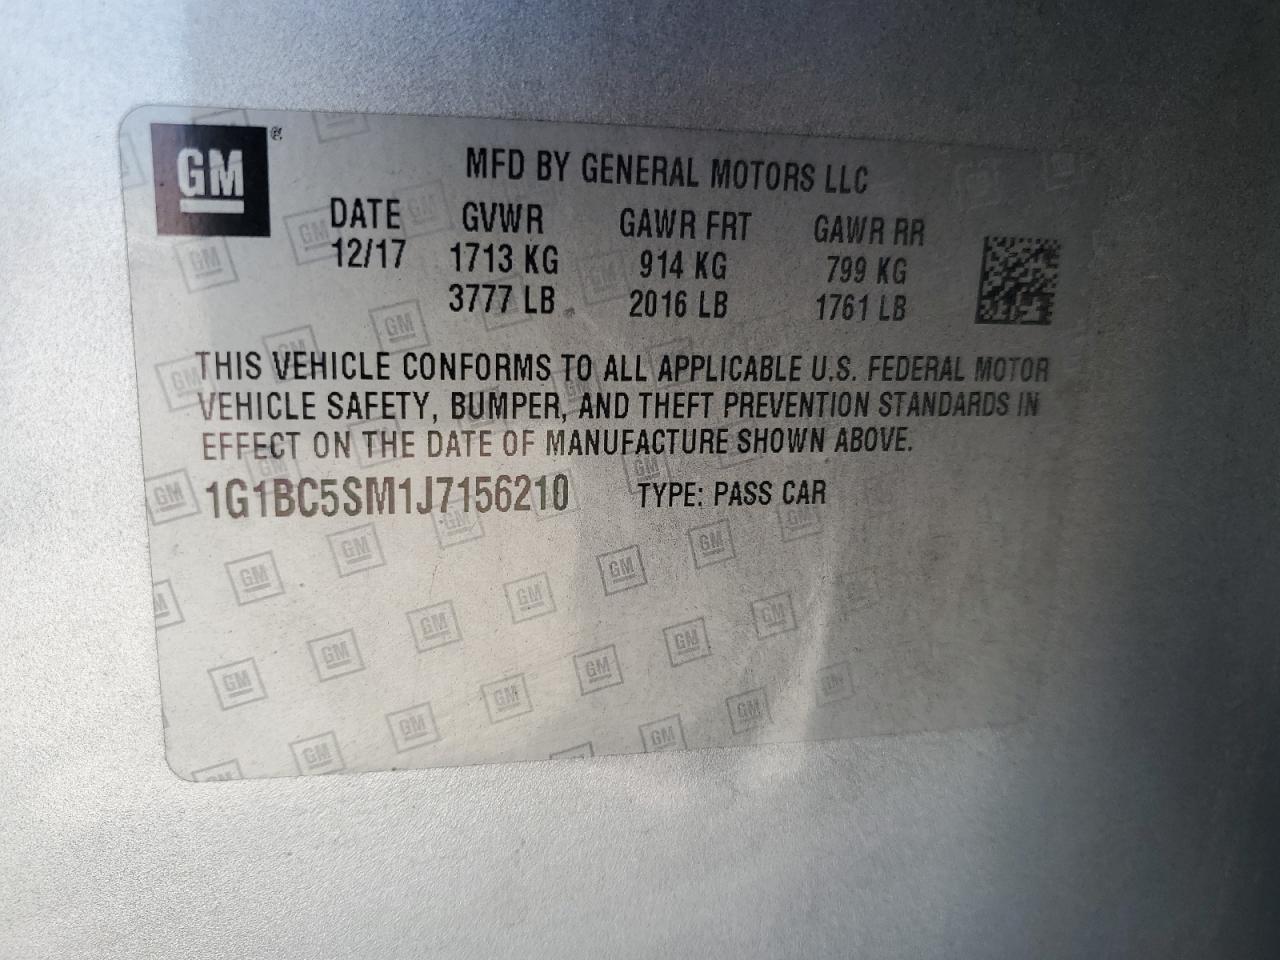 GM ®
MFD BY GENERAL MOTORS LLC
DATE GVWR GAWR FRT GAWR RR
12/17 1713 KG 914 KG 799 KG
3777 LB 2016 LB 1761 LB
THIS VEHICLE CONFORMS TO ALL APPLICABLE U.S. FEDERAL MOTOR
VEHICLE SAFETY, BUMPER, AND THEFT PREVENTION STANDARDS IN
EFFECT ON THE DATE OF MANUFACTURE SHOWN ABOVE.
1G1BC5SM1J7156210 TYPE: PASS CAR